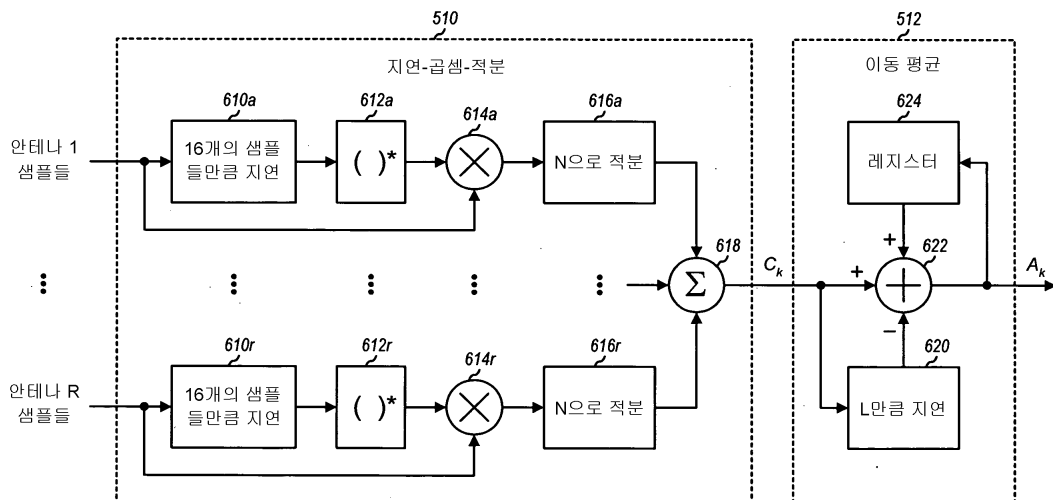 510
512
지연-곱셈-적분
이동 평균
610a
612a
614a
616a
624
안테나 1
샘플들
16개의 샘플
들만큼 지연
( )*
N으로 적분
레지스터
+
618
Σ
C_k
+
622
A_k
−
610r
612r
614r
616r
620
안테나 R
샘플들
16개의 샘플
들만큼 지연
( )*
N으로 적분
L만큼 지연